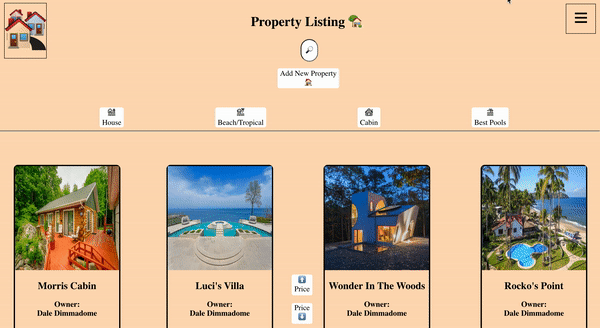 Property Listing
Add New Property
House
Beach/Tropical
Cabin
Best Pools
Morris Cabin
Owner:
Dale Dimmadome
Luci's Villa
Owner:
Dale Dimmadome
Price
Price
Wonder In The Woods
Owner:
Dale Dimmadome
Rocko's Point
Owner:
Dale Dimmadome